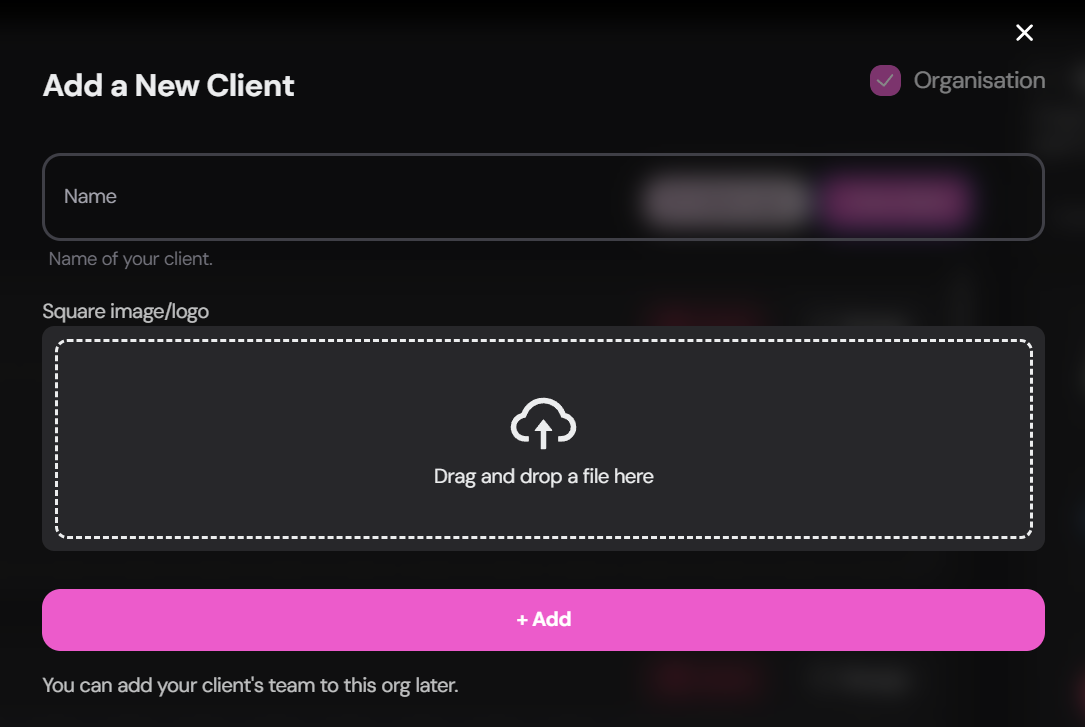 Add a New Client
Organisation
Name
Name of your client.
Square image/logo
Drag and drop a file here
+ Add
You can add your client's team to this org later.